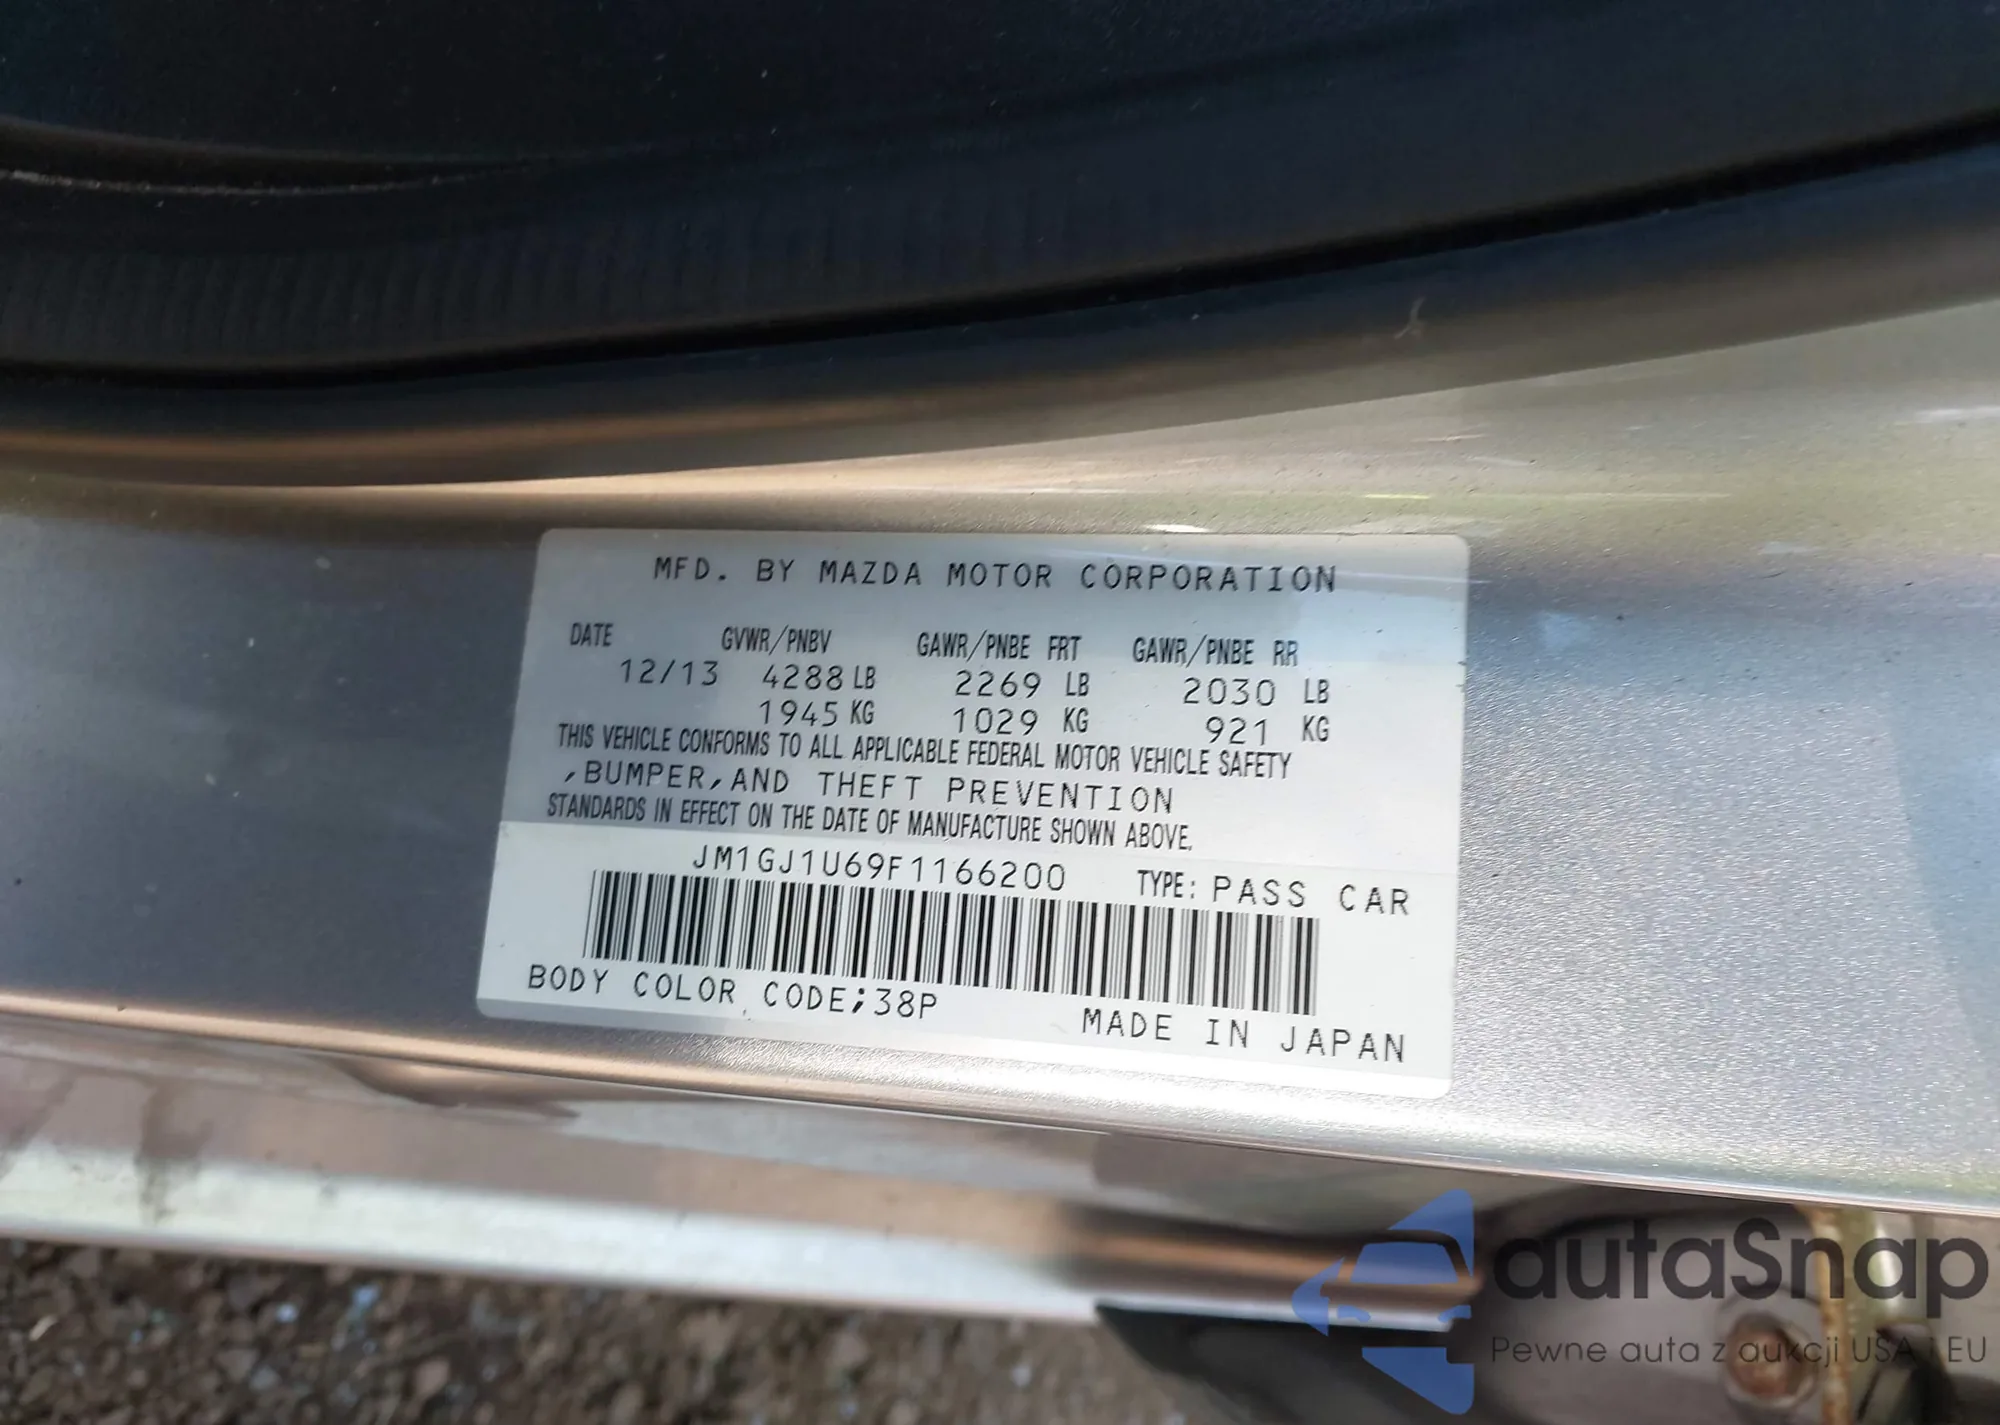 MFD. BY MAZDA MOTOR CORPORATION
DATE GVWR/PNBV GAWR/PNBE FRT GAWR/PNBE RR
12/13 4288 LB 2269 LB 2030 LB
1945 KG 1029 KG 921 KG
THIS VEHICLE CONFORMS TO ALL APPLICABLE FEDERAL MOTOR VEHICLE SAFETY
,BUMPER,AND THEFT PREVENTION
STANDARDS IN EFFECT ON THE DATE OF MANUFACTURE SHOWN ABOVE.
JM1GJ1U69F1166200 TYPE: PASS CAR
BODY COLOR CODE;38P
MADE IN JAPAN
autaSnap
Pewne auta z aukcji USA i EU